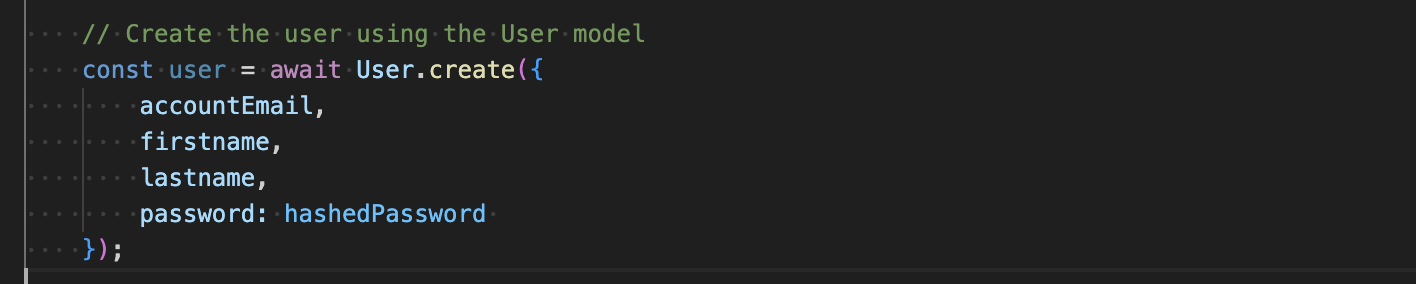 // Create the user using the User model
const user = await User.create({
accountEmail,
firstname,
lastname,
password: hashedPassword
});